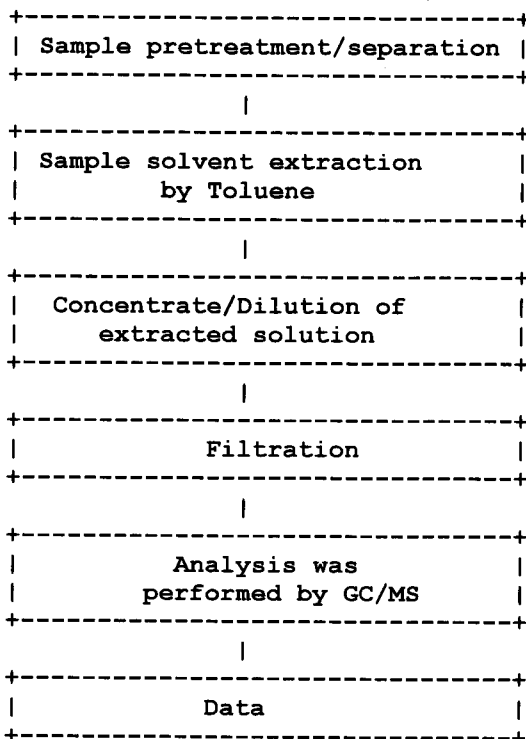 Sample pretreatment/separation
Sample solvent extraction
by Toluene
Concentrate/Dilution of
extracted solution
Filtration
Analysis was
performed by GC/MS
Data